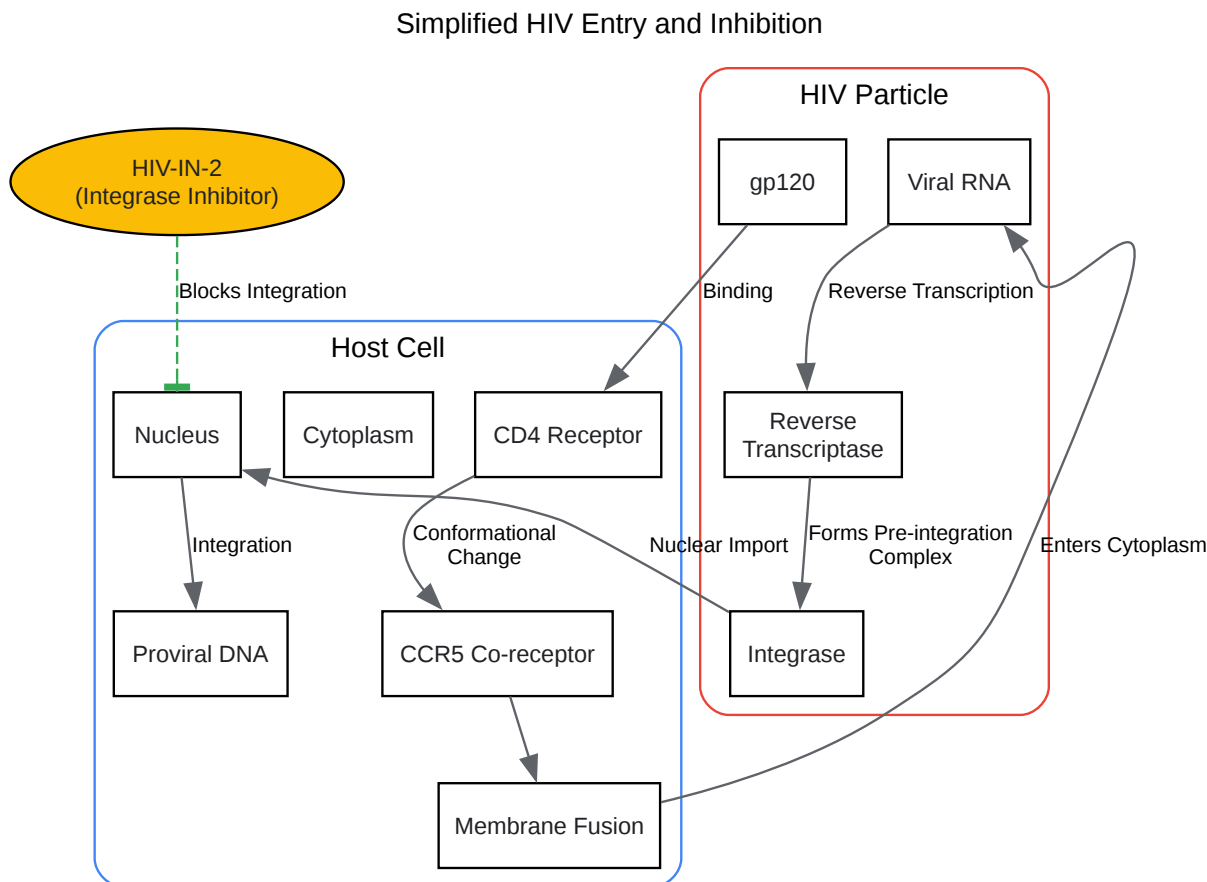 Simplified HIV Entry and Inhibition
HIV Particle
HIV-IN-2
(Integrase Inhibitor)
gp120
Viral RNA
Blocks Integration
Binding
Reverse Transcription
Host Cell
Nucleus
Cytoplasm
CD4 Receptor
Reverse
Transcriptase
Integration
Conformational
Change
Nuclear Import
Forms Pre-integration
Complex
Enters Cytoplasm
Proviral DNA
CCR5 Co-receptor
Integrase
Membrane Fusion